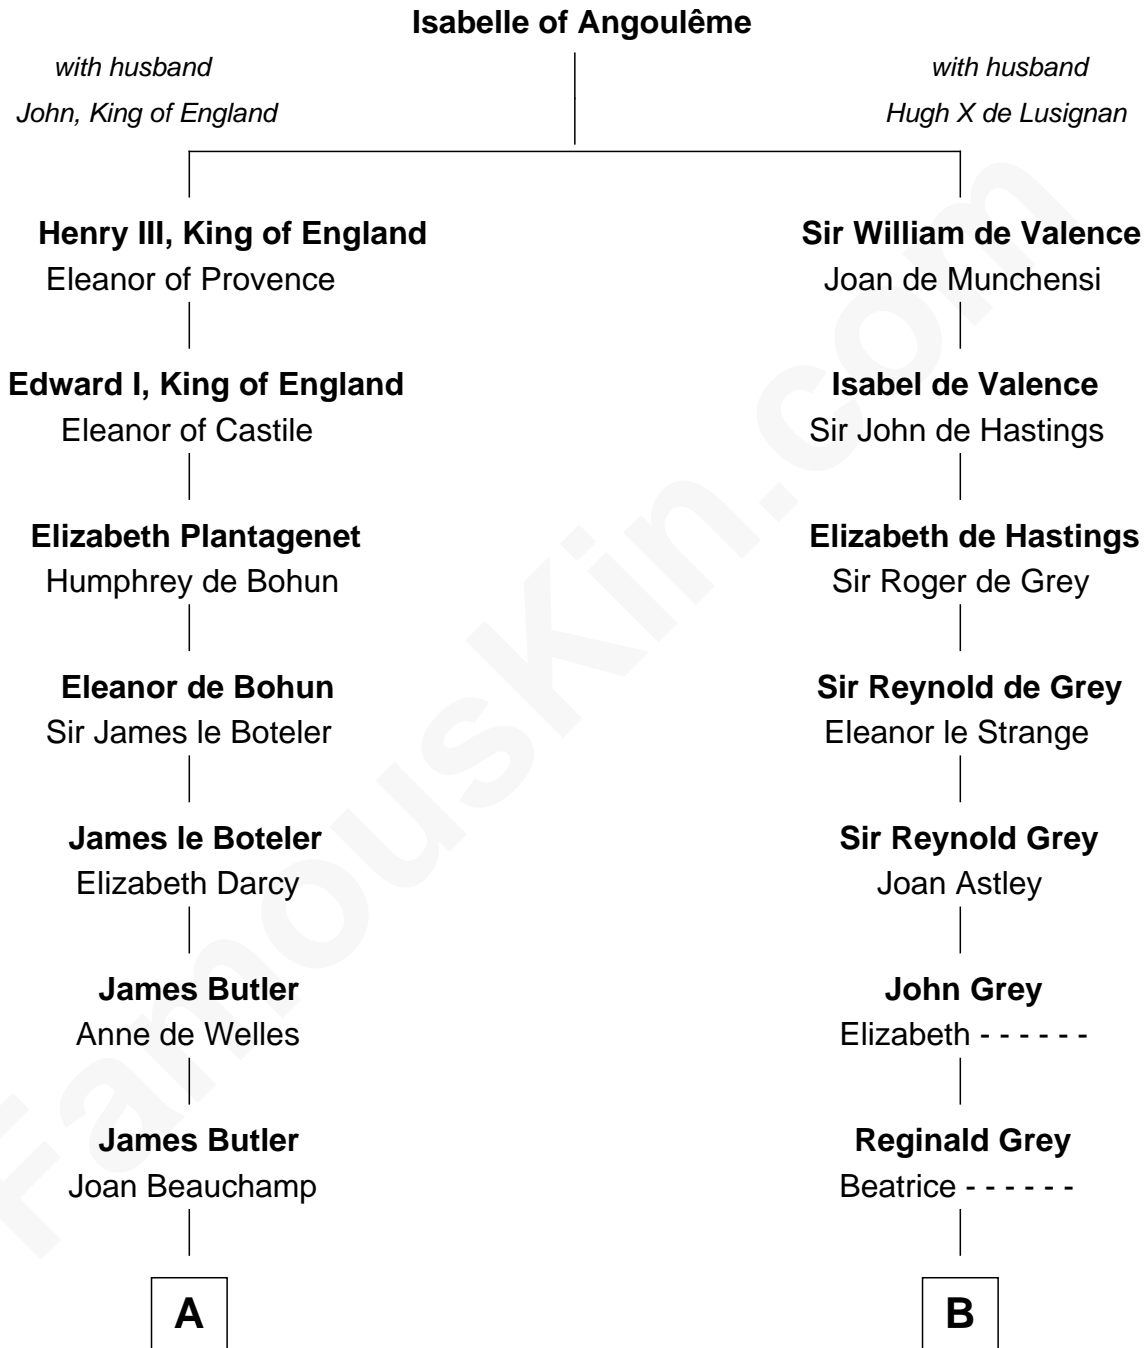 Isabelle of Angoulême
with husband
John, King of England
with husband
Hugh X de Lusignan
Henry III, King of England
Eleanor of Provence
Sir William de Valence
Joan de Munchensi
Edward I, King of England
Eleanor of Castile
Isabel de Valence
Sir John de Hastings
Elizabeth Plantagenet
Humphrey de Bohun
Elizabeth de Hastings
Sir Roger de Grey
Eleanor de Bohun
Sir James le Boteler
Sir Reynold de Grey
Eleanor le Strange
James le Boteler
Elizabeth Darcy
Sir Reynold Grey
Joan Astley
James Butler
Anne de Welles
John Grey
Elizabeth - - - - - -
James Butler
Joan Beauchamp
Reginald Grey
Beatrice - - - - - -
A
B
FamousKin.com